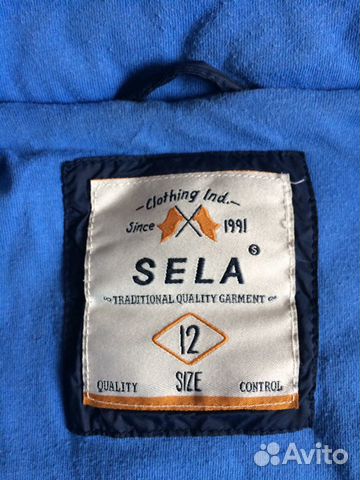 Clothing Ind.
Since 1991
SELA S
TRADITIONAL QUALITY GARMENT
12
QUALITY SIZE CONTROL
Avito